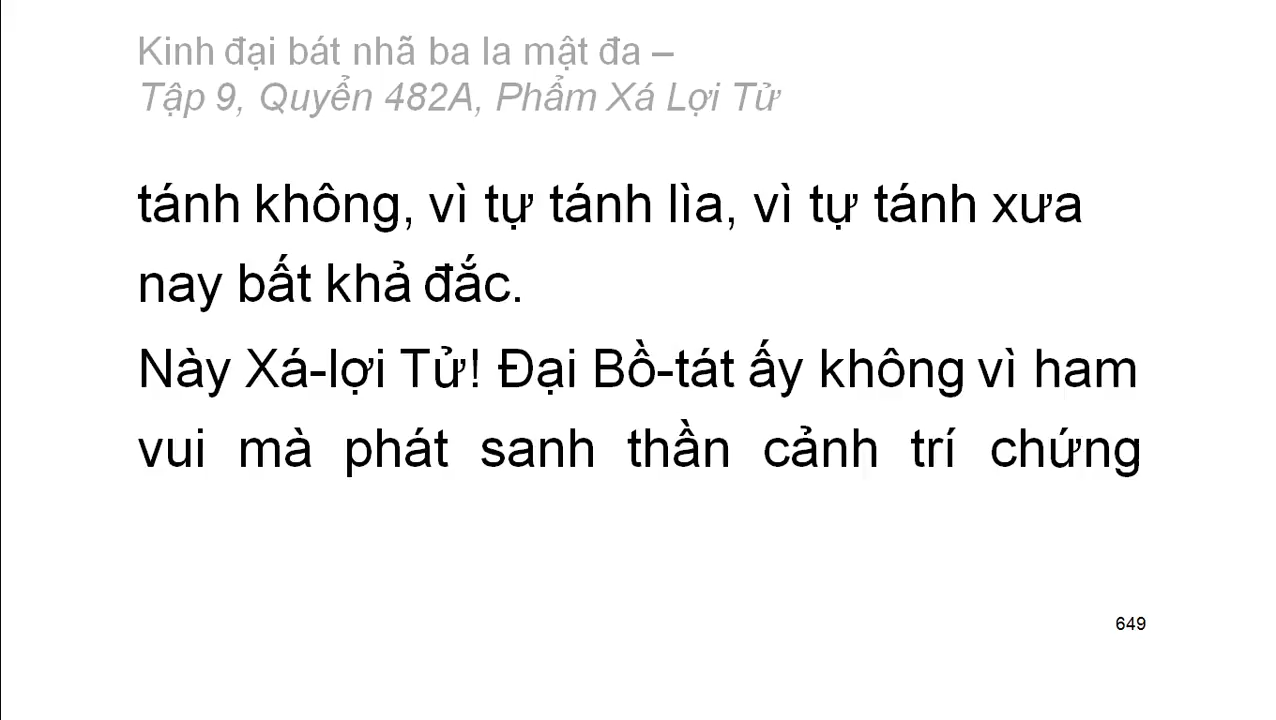 Kinh đại bát nhã ba la mật đa –
Tập 9, Quyển 482A, Phẩm Xá Lợi Tử
tánh không, vì tự tánh lìa, vì tự tánh xưa
nay bất khả đắc.
Này Xá-lợi Tử! Đại Bồ-tát ấy không vì ham
vui mà phát sanh thần cảnh trí chứng
649